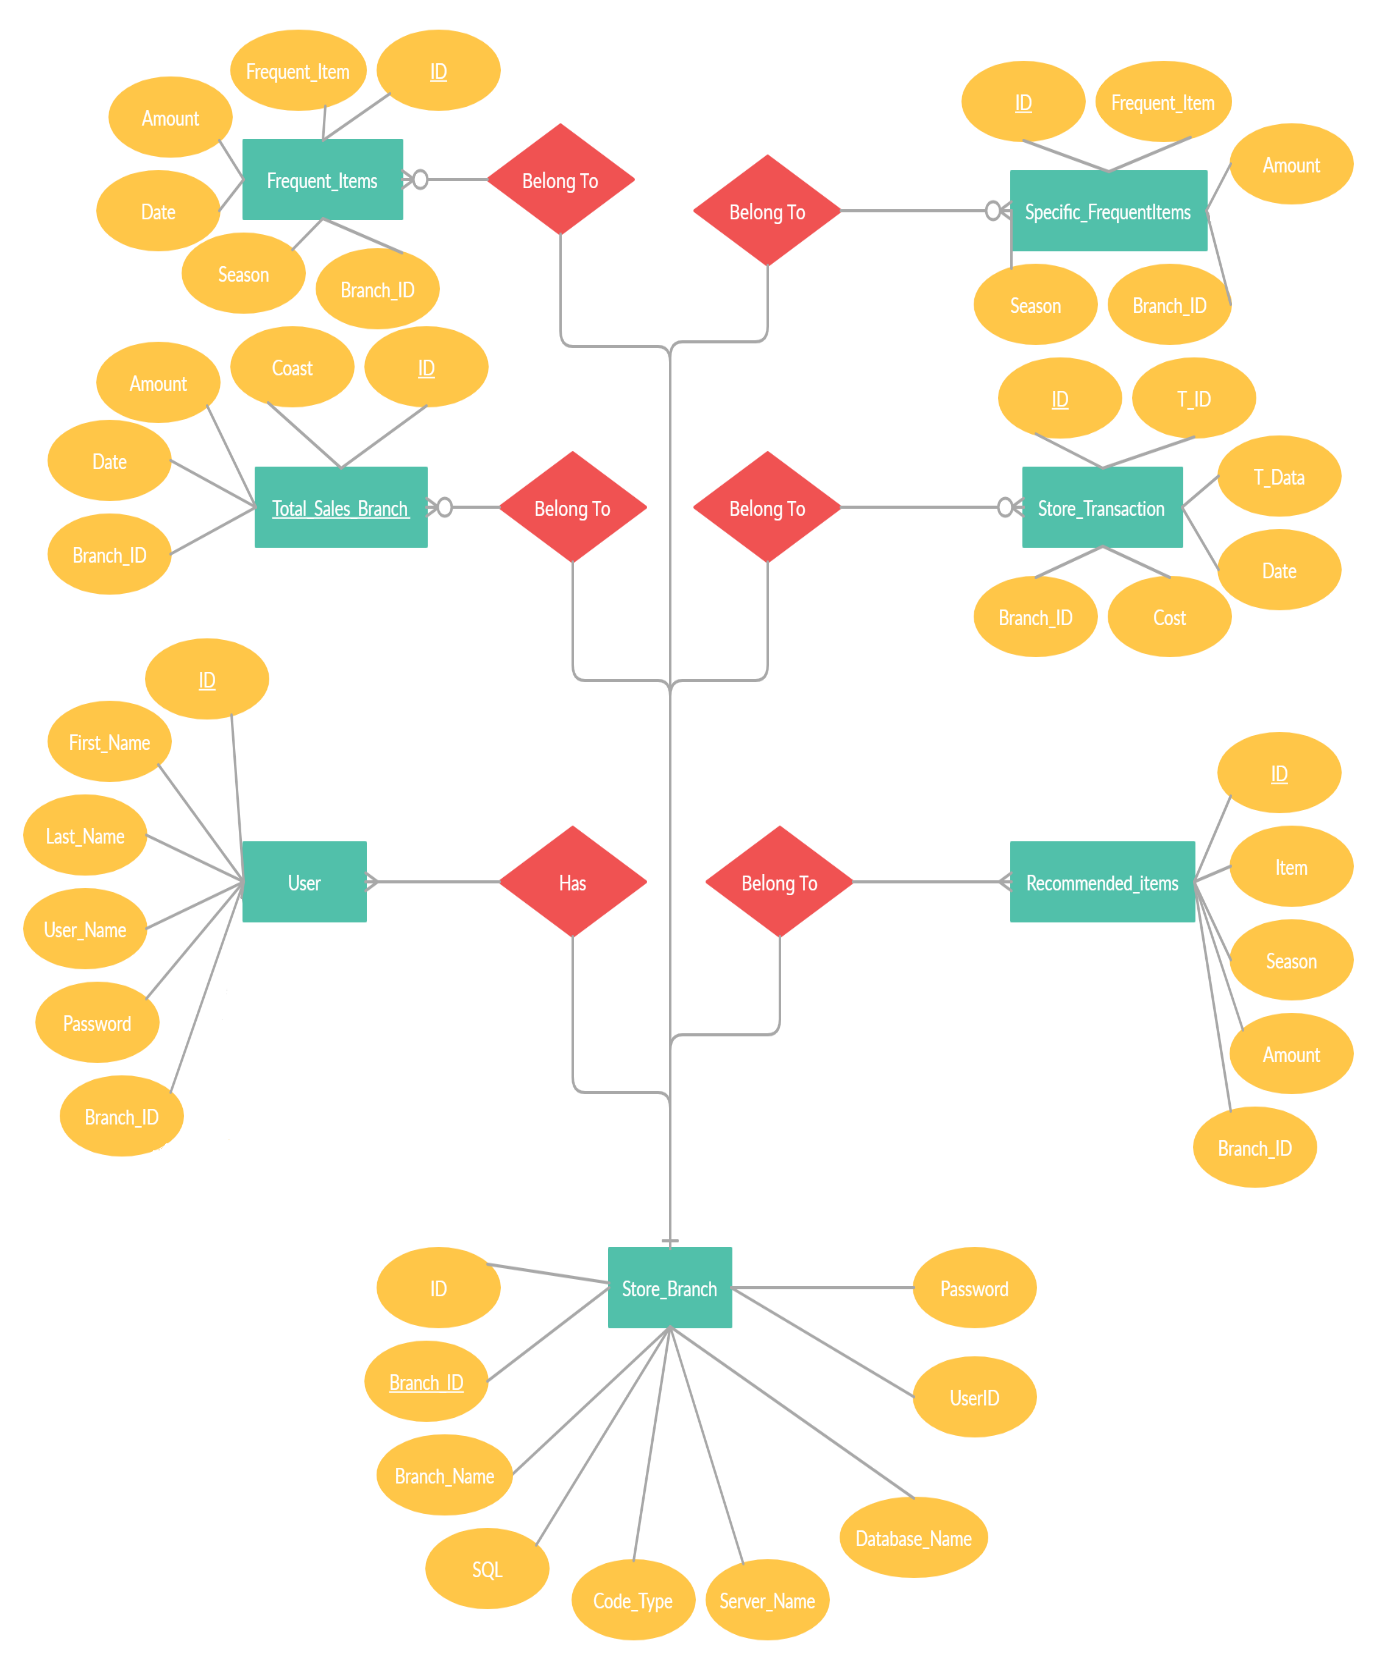 Frequent_Item
ID
Amount
Frequent_Items
Belong To
Date
Season
Branch_ID
ID
Frequent_Item
Amount
Belong To
Specific_FrequentItems
Season
Branch_ID
Amount
Coast
ID
Date
Total_Sales_Branch
Belong To
Branch_ID
ID
T_ID
T_Data
Belong To
Store_Transaction
Date
Branch_ID
Cost
ID
First_Name
Last_Name
User
Has
User_Name
Password
Branch_ID
ID
Item
Belong To
Recommended_items
Season
Amount
Branch_ID
ID
Store_Branch
Password
Branch_ID
UserID
Branch_Name
Database_Name
SQL
Code_Type
Server_Name